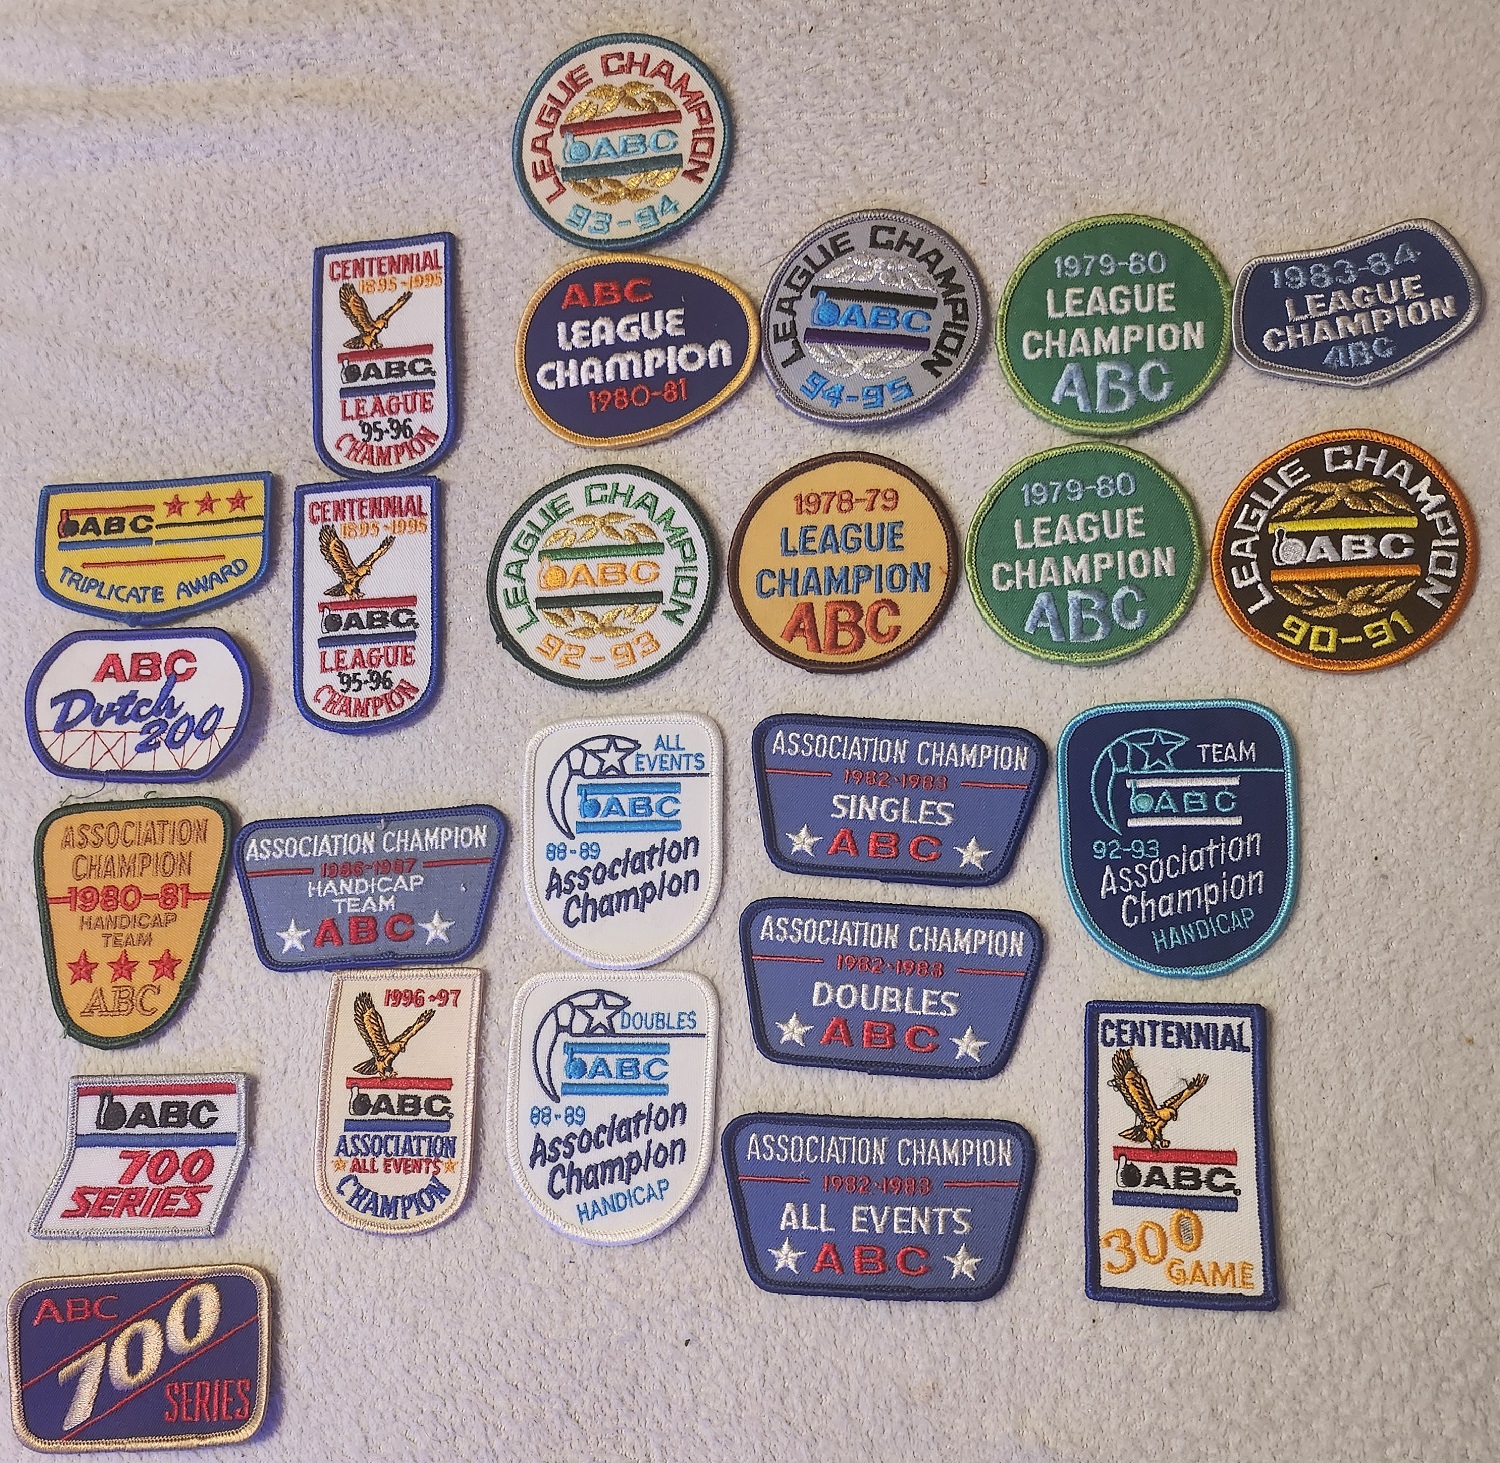 LEAGUE CHAMPION
ABC
93-94
CENTENNIAL
1895-1995
ABC
LEAGUE
'95-'96
CHAMPION
ABC
LEAGUE
CHAMPION
1980-81
LEAGUE CHAMPION
ABC
94-95
1979-80
LEAGUE
CHAMPION
ABC
1983-84
LEAGUE
CHAMPION
ABC
ABC
TRIPLICATE AWARD
CENTENNIAL
1895-1995
ABC
LEAGUE
'95-'96
CHAMPION
LEAGUE CHAMPION
ABC
92-93
1978-79
LEAGUE
CHAMPION
ABC
1979-80
LEAGUE
CHAMPION
ABC
LEAGUE CHAMPION
ABC
90-91
ABC
Dutch
200
ALL
EVENTS
ABC
88-89
Association
Champion
ASSOCIATION CHAMPION
1982-1983
SINGLES
ABC
TEAM
ABC
92-93
Association
Champion
HANDICAP
ASSOCIATION
CHAMPION
1980-81
HANDICAP
TEAM
ABC
ASSOCIATION CHAMPION
1986-1987
HANDICAP
TEAM
ABC
ASSOCIATION CHAMPION
1982-1983
DOUBLES
ABC
1996-97
ABC
ASSOCIATION
ALL EVENTS
CHAMPION
DOUBLES
ABC
88-89
Association
Champion
HANDICAP
CENTENNIAL
ABC
300
GAME
ABC
700
SERIES
ASSOCIATION CHAMPION
1982-1983
ALL EVENTS
ABC
ABC
700
SERIES